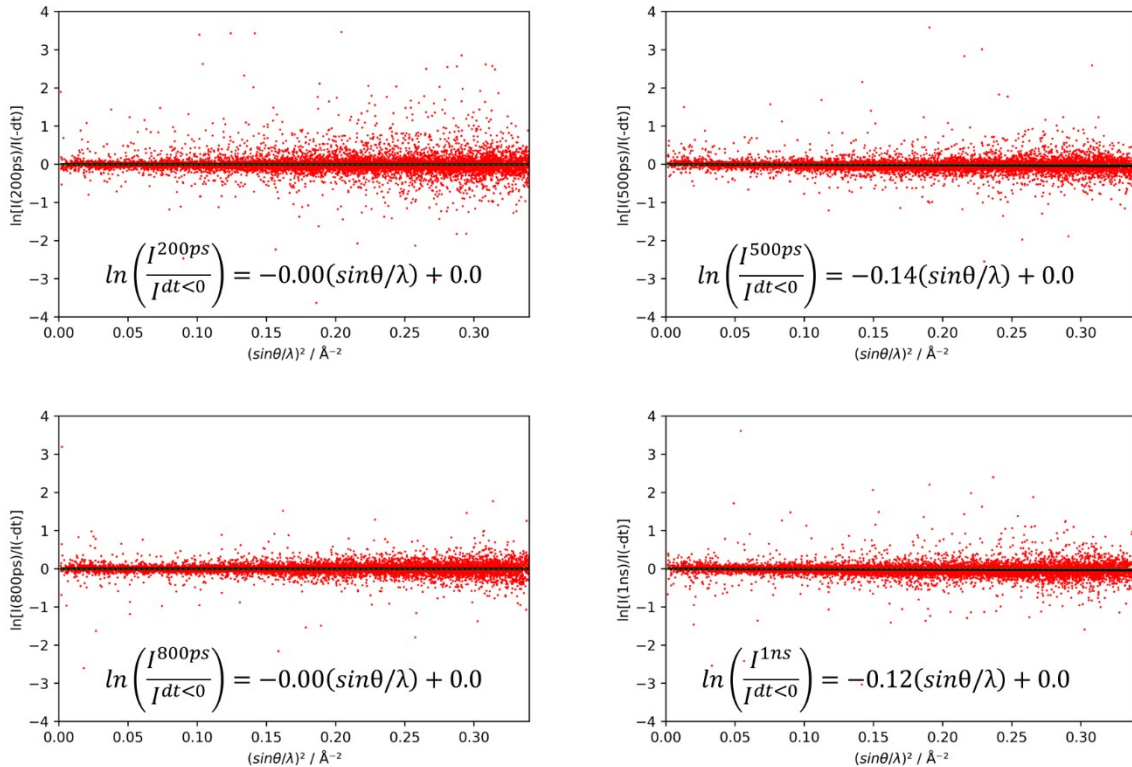 4
3
2
1
0
−1
−2
−3
−4
ln[I(200ps)/I(-dt)]
ln(I^200ps/I^dt<0) = −0.00(sinθ/λ) + 0.0
0.00 0.05 0.10 0.15 0.20 0.25 0.30
(sinθ/λ)² / Å⁻²
4
3
2
1
0
−1
−2
−3
−4
ln[I(500ps)/I(-dt)]
ln(I^500ps/I^dt<0) = −0.14(sinθ/λ) + 0.0
0.00 0.05 0.10 0.15 0.20 0.25 0.30
(sinθ/λ)² / Å⁻²
4
3
2
1
0
−1
−2
−3
−4
ln[I(800ps)/I(-dt)]
ln(I^800ps/I^dt<0) = −0.00(sinθ/λ) + 0.0
0.00 0.05 0.10 0.15 0.20 0.25 0.30
(sinθ/λ)² / Å⁻²
4
3
2
1
0
−1
−2
−3
−4
ln[I(1ns)/I(-dt)]
ln(I^1ns/I^dt<0) = −0.12(sinθ/λ) + 0.0
0.00 0.05 0.10 0.15 0.20 0.25 0.30
(sinθ/λ)² / Å⁻²